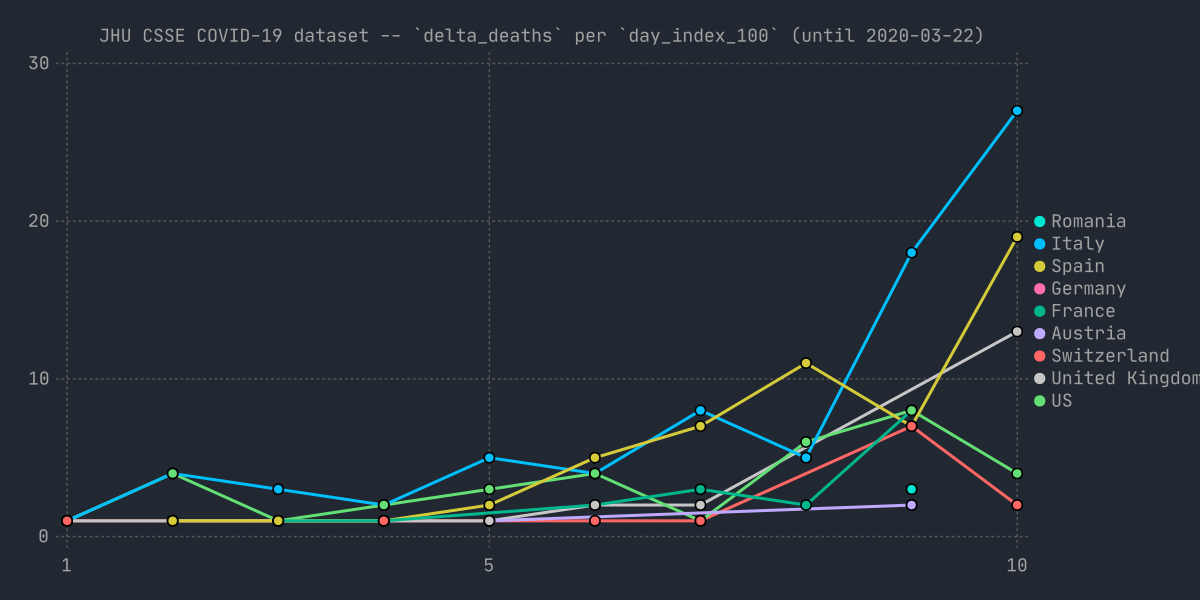 JHU CSSE COVID-19 dataset -- `delta_deaths` per `day_index_100` (until 2020-03-22)
30
20
10
0
1 5 10
Romania
Italy
Spain
Germany
France
Austria
Switzerland
United Kingdom
US